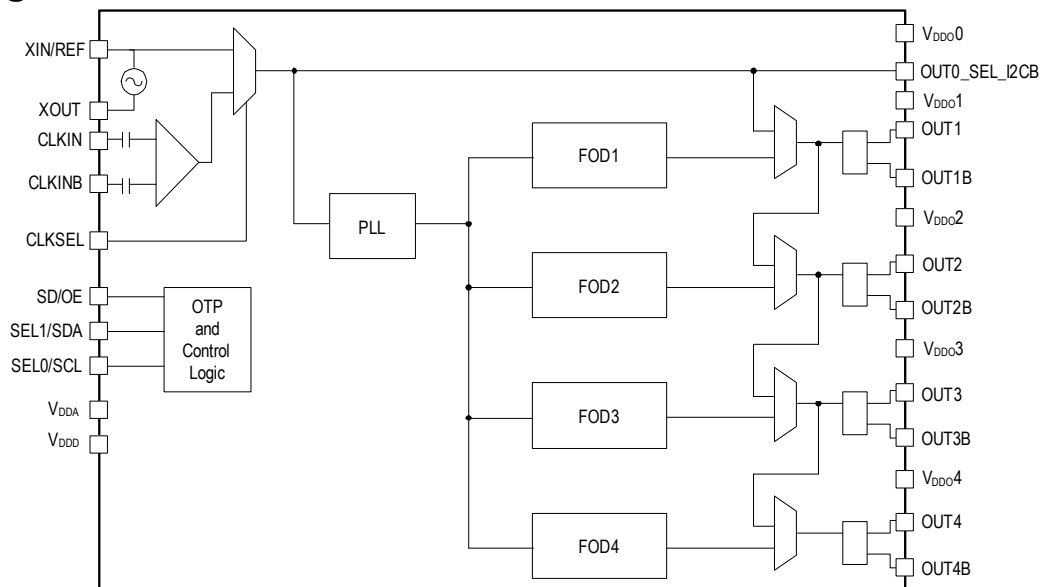 XIN/REF
XOUT
CLKIN
CLKINB
CLKSEL
SD/OE
SEL1/SDA
SEL0/SCL
VDDA
VDDD
OTP
and
Control
Logic
PLL
FOD1
FOD2
FOD3
FOD4
VDDO0
OUT0_SEL_I2CB
VDDO1
OUT1
OUT1B
VDDO2
OUT2
OUT2B
VDDO3
OUT3
OUT3B
VDDO4
OUT4
OUT4B